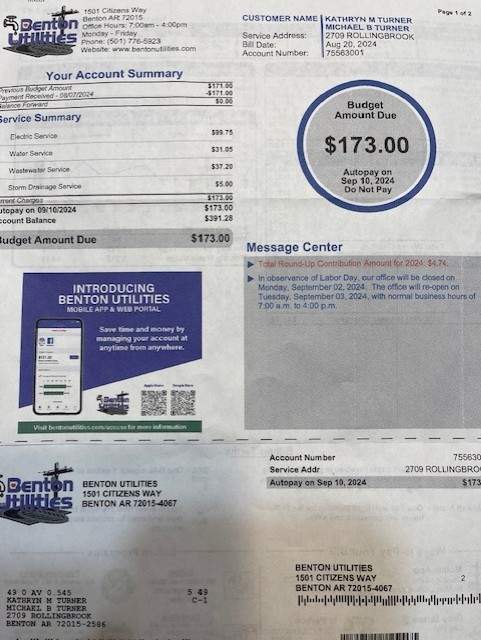 Benton
Utilities
1501 Citizens Way
Benton AR 72015
Office Hours: 7:00am - 4:00pm
Monday - Friday
Phone: (501) 776-5923
Website: www.bentonutilities.com
Page 1 of 2
CUSTOMER NAME KATHRYN M TURNER
MICHAEL B TURNER
Service Address: 2709 ROLLINGBROOK
Bill Date: Aug 20, 2024
Account Number: 75563001
Your Account Summary
Previous Budget Amount $171.00
Payment Received - 08/07/2024 -$171.00
Balance Forward $0.00
Service Summary
Electric Service $99.75
Water Service $31.05
Wastewater Service $37.20
Storm Drainage Service $5.00
Current Charges $173.00
utopay on 09/10/2024 $173.00
ccount Balance $391.28
Budget Amount Due $173.00
Budget
Amount Due
$173.00
Autopay on
Sep 10, 2024
Do Not Pay
Message Center
Total Round-Up Contribution Amount for 2024: $4.74.
In observance of Labor Day, our office will be closed on
Monday, September 02, 2024. The office will re-open on
Tuesday, September 03, 2024, with normal business hours of
7:00 a.m. to 4:00 p.m.
INTRODUCING
BENTON UTILITIES
MOBILE APP & WEB PORTAL
Save time and money by
managing your account at
anytime from anywhere.
Apple Store Google Store
Visit bentonutilities.com/access for more information
Benton
Utilities
BENTON UTILITIES
1501 CITIZENS WAY
BENTON AR 72015-4067
Account Number 755630
Service Addr 2709 ROLLINGBRO
Autopay on Sep 10, 2024 $173
49 0 AV 0.545 5 49
KATHRYN M TURNER C-1
MICHAEL B TURNER
2709 ROLLINGBROOK
BENTON AR 72015-2586
BENTON UTILITIES
1501 CITIZENS WAY 2
BENTON AR 72015-4067